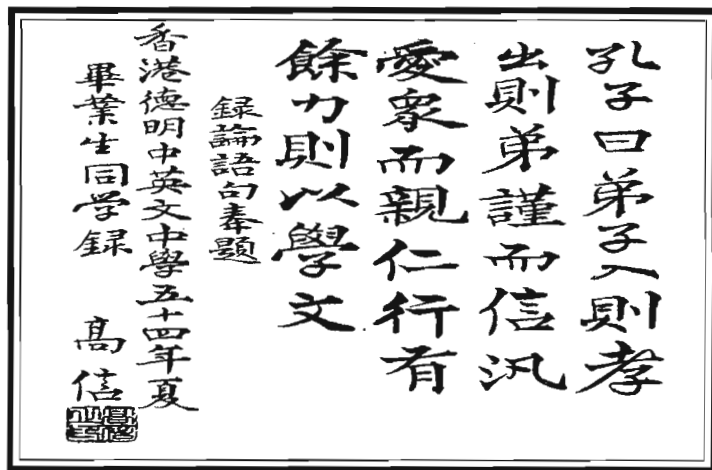 孔子曰弟子入則孝
出則弟謹而信汎
愛眾而親仁行有
餘力則以學文
録論語句奉題
香港德明中英文中學五十四年夏
畢業生同学録
高信